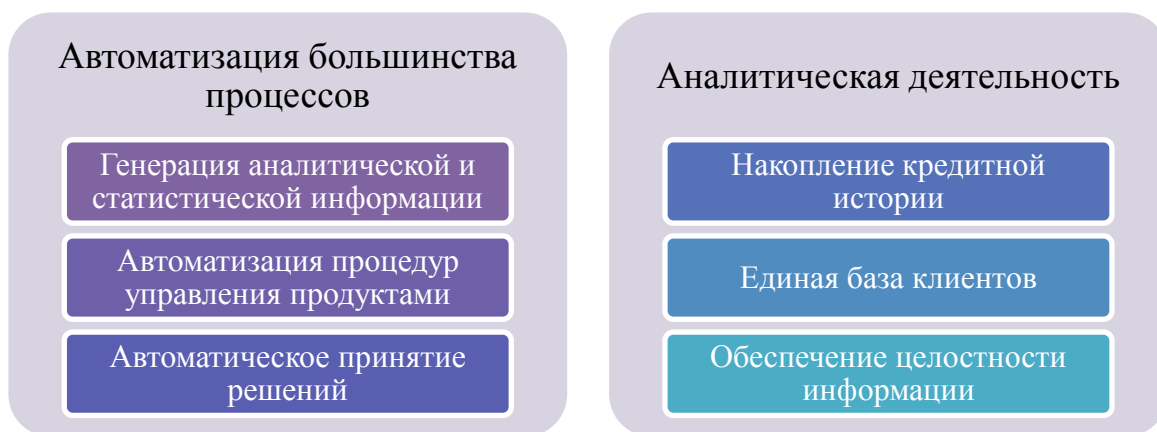 Автоматизация большинства
процессов
Генерация аналитической и
статистической информации
Автоматизация процедур
управления продуктами
Автоматическое принятие
решений
Аналитическая деятельность
Накопление кредитной
истории
Единая база клиентов
Обеспечение целостности
информации